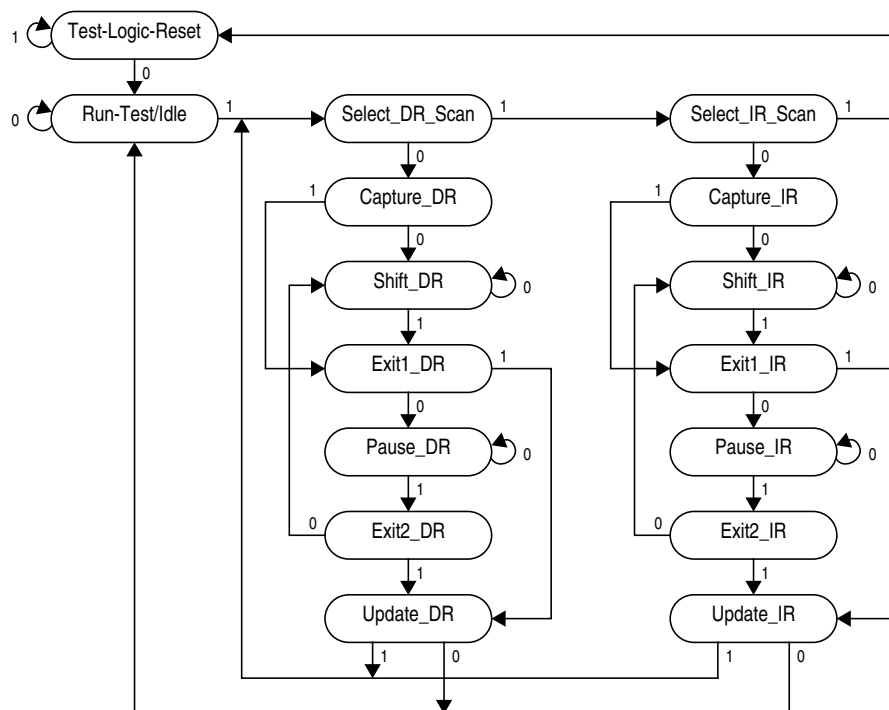 Test-Logic-Reset
1
0
Run-Test/Idle
0
1
Select_DR_Scan
1
Select_IR_Scan
1
0
0
1
Capture_DR
1
Capture_IR
0
0
Shift_DR
0
Shift_IR
0
1
1
Exit1_DR
1
Exit1_IR
1
0
0
Pause_DR
0
Pause_IR
0
1
1
0
Exit2_DR
0
Exit2_IR
1
1
Update_DR
Update_IR
1
0
1
0